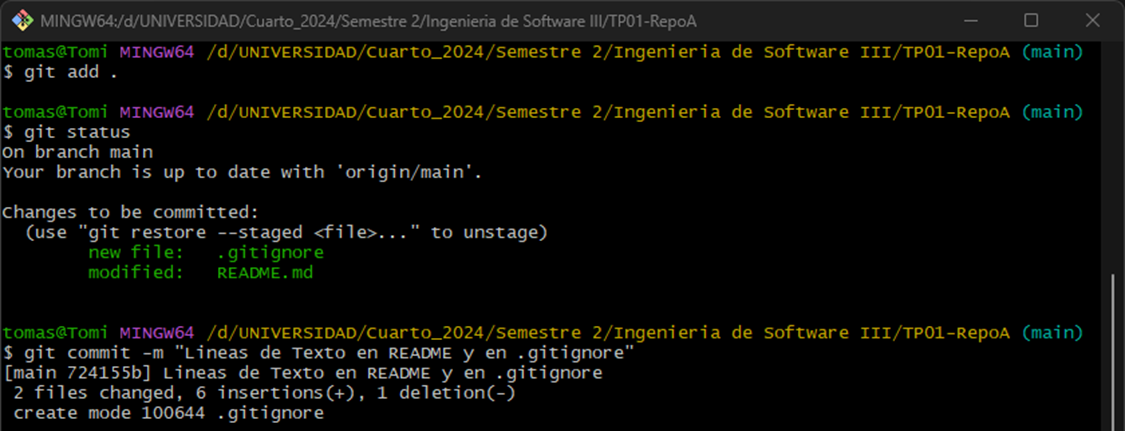 MINGW64:/d/UNIVERSIDAD/Cuarto_2024/Semestre 2/Ingenieria de Software III/TP01-RepoA
tomas@Tomi MINGW64 /d/UNIVERSIDAD/Cuarto_2024/Semestre 2/Ingenieria de Software III/TP01-RepoA (main)
$ git add .
tomas@Tomi MINGW64 /d/UNIVERSIDAD/Cuarto_2024/Semestre 2/Ingenieria de Software III/TP01-RepoA (main)
$ git status
On branch main
Your branch is up to date with 'origin/main'.
Changes to be committed:
  (use "git restore --staged <file>..." to unstage)
        new file:   .gitignore
        modified:   README.md
tomas@Tomi MINGW64 /d/UNIVERSIDAD/Cuarto_2024/Semestre 2/Ingenieria de Software III/TP01-RepoA (main)
$ git commit -m "Lineas de Texto en README y en .gitignore"
[main 724155b] Lineas de Texto en README y en .gitignore
 2 files changed, 6 insertions(+), 1 deletion(-)
 create mode 100644 .gitignore